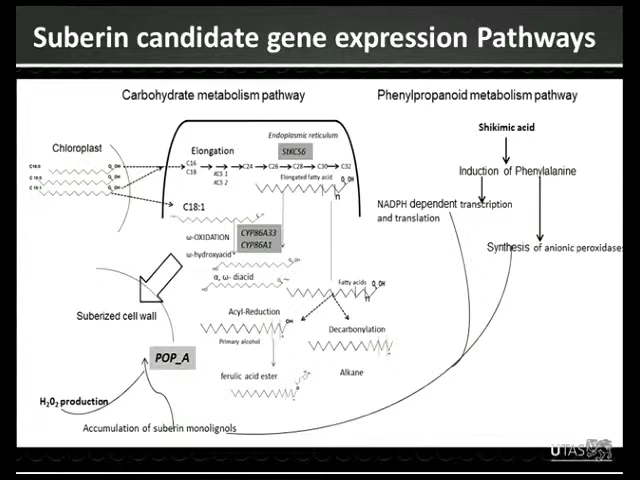 Suberin candidate gene expression Pathways
Carbohydrate metabolism pathway
Phenylpropanoid metabolism pathway
Chloroplast
Elongation
Endoplasmic reticulum
StKCS6
Shikimic acid
C16
C18
KCS 1
KCS 2
C24
C26
C28
C30
C32
Elongated fatty acid
O_OH
n
Induction of Phenylalanine
C18:1
NADPH dependent transcription
and translation
ω-OXIDATION
ω-hydroxyacid
CYP86A33
CYP86A1
α, ω- diacid
Synthesis of anionic peroxidases
Fatty acids
O_OH
n
Suberized cell wall
Acyl-Reduction
OH
Primary alcohol
Decarbonylation
POP_A
ferulic acid ester
Alkane
H2O2 production
Accumulation of suberin monolignols
UTAS